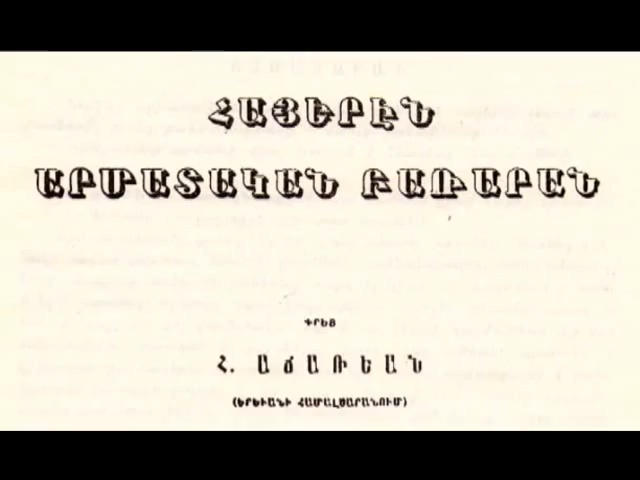 ՀԱՅԵՐԷՆ
ԱՐՄԱՏԱԿԱՆ ԲԱՌԱՐԱՆ
ԳՐԵՑ
Հ. ԱՃԱՌԵԱՆ
(ԵՐԵՒԱՆԻ ՀԱՄԱԼՍԱՐԱՆՈՒՄ)